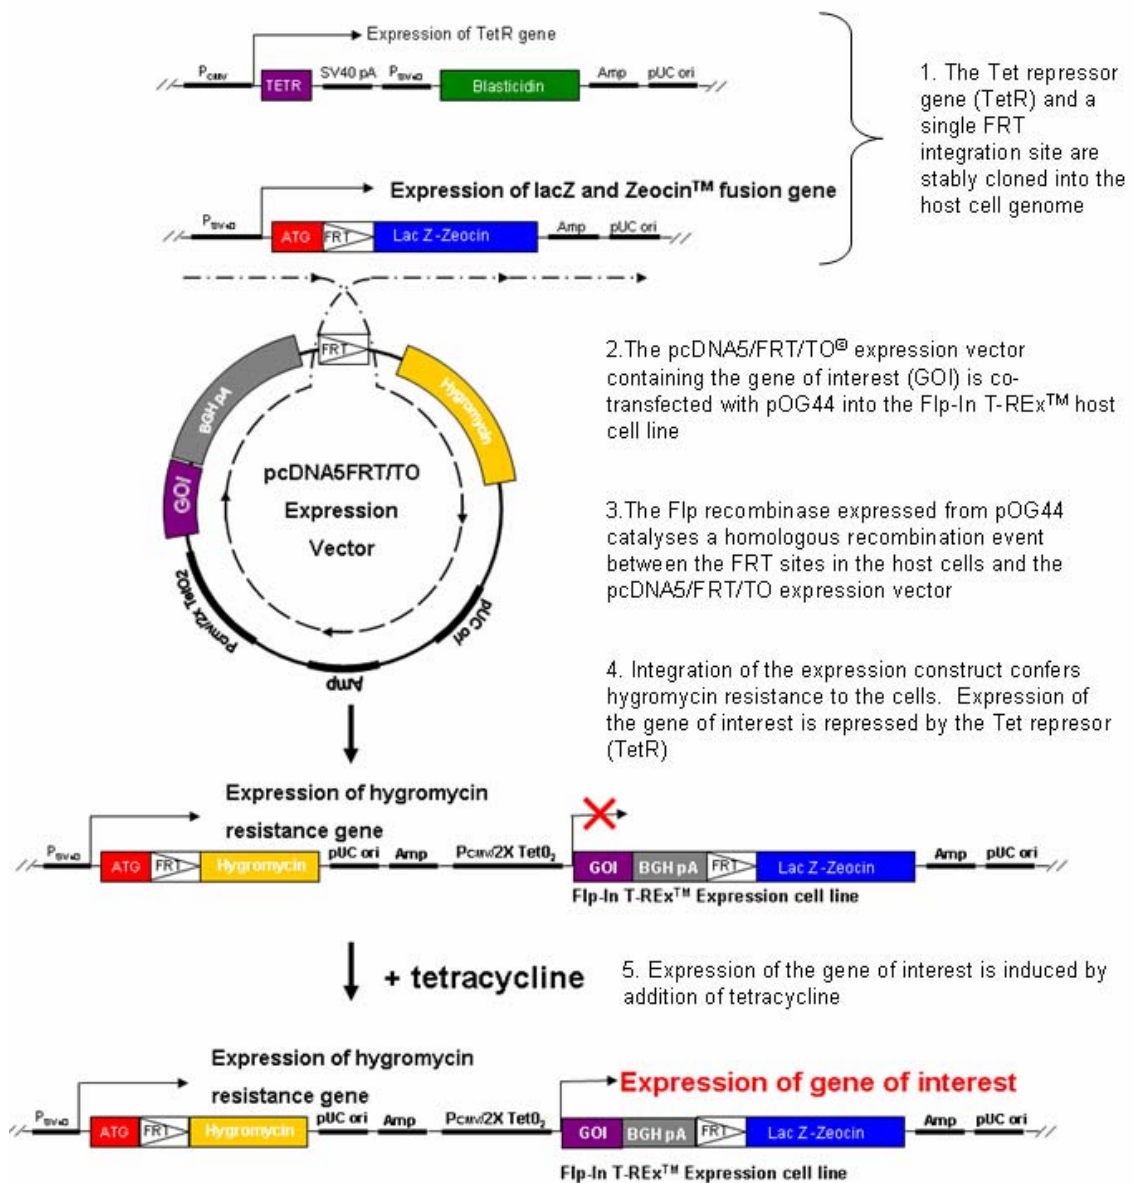 Expression of TetR gene
PCMV TETR SV40 pA PSV40 Blasticidin Amp pUC ori
1. The Tet repressor
gene (TetR) and a
single FRT
integration site are
stably cloned into the
host cell genome
Expression of lacZ and Zeocin™ fusion gene
PSV40 ATG FRT Lac Z-Zeocin Amp pUC ori
FRT
BGH pA
Hygromycin
GOI
pcDNA5FRT/TO
Expression
Vector
Pcmv/2x TetO2
pUC ori
Amp
2.The pcDNA5/FRT/TO® expression vector
containing the gene of interest (GOI) is co-
transfected with pOG44 into the Flp-In T-REx™ host
cell line
3.The Flp recombinase expressed from pOG44
catalyses a homologous recombination event
between the FRT sites in the host cells and the
pcDNA5/FRT/TO expression vector
4. Integration of the expression construct confers
hygromycin resistance to the cells. Expression of
the gene of interest is repressed by the Tet represor
(TetR)
Expression of hygromycin
resistance gene
PSV40 ATG FRT Hygromycin pUC ori Amp PCMV/2X TetO2 GOI BGH pA FRT Lac Z-Zeocin Amp pUC ori
Flp-In T-REx™ Expression cell line
+ tetracycline
5. Expression of the gene of interest is induced by
addition of tetracycline
Expression of hygromycin
resistance gene
Expression of gene of interest
PSV40 ATG FRT Hygromycin pUC ori Amp PCMV/2X TetO2 GOI BGH pA FRT Lac Z-Zeocin Amp pUC ori
Flp-In T-REx™ Expression cell line